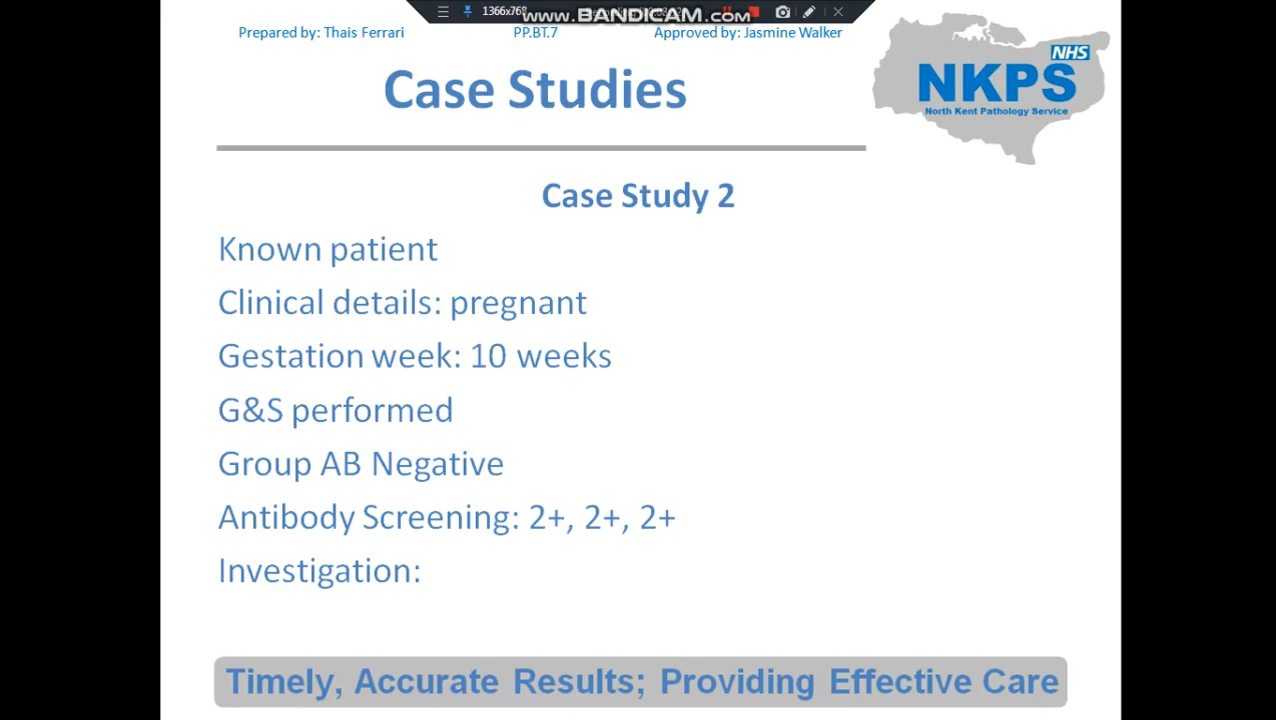 1366x768
www.BANDICAM.com
Prepared by: Thais Ferrari
PP.BT.7
Approved by: Jasmine Walker
NHS
NKPS
North Kent Pathology Service
Case Studies
Case Study 2
Known patient
Clinical details: pregnant
Gestation week: 10 weeks
G&S performed
Group AB Negative
Antibody Screening: 2+, 2+, 2+
Investigation:
Timely, Accurate Results; Providing Effective Care